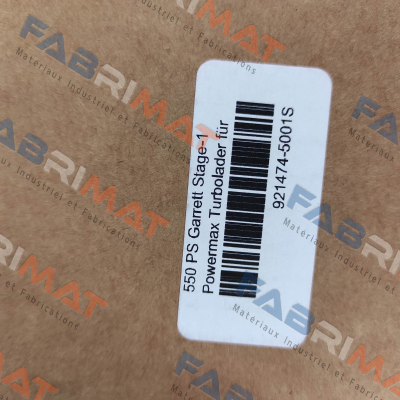 550 PS Garrett Stage-1
Powermax Turbolader für
921474-5001S
FABRIMAT
Matériaux Industriel et Fabrications